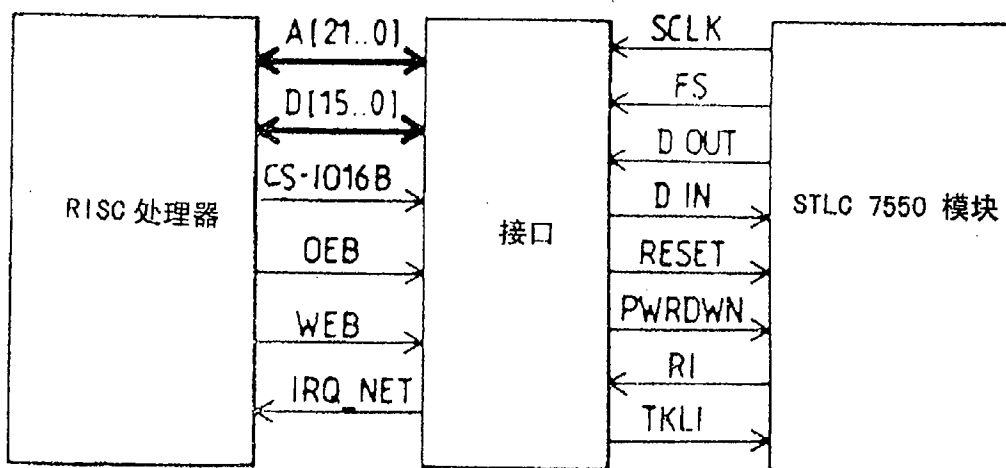 A[21..0]
D[15..0]
CS-IO16B
OEB
WEB
IRQ_NET
RISC 处理器
接口
SCLK
FS
D OUT
D IN
RESET
PWRDWN
RI
TKLI
STLC 7550 模块